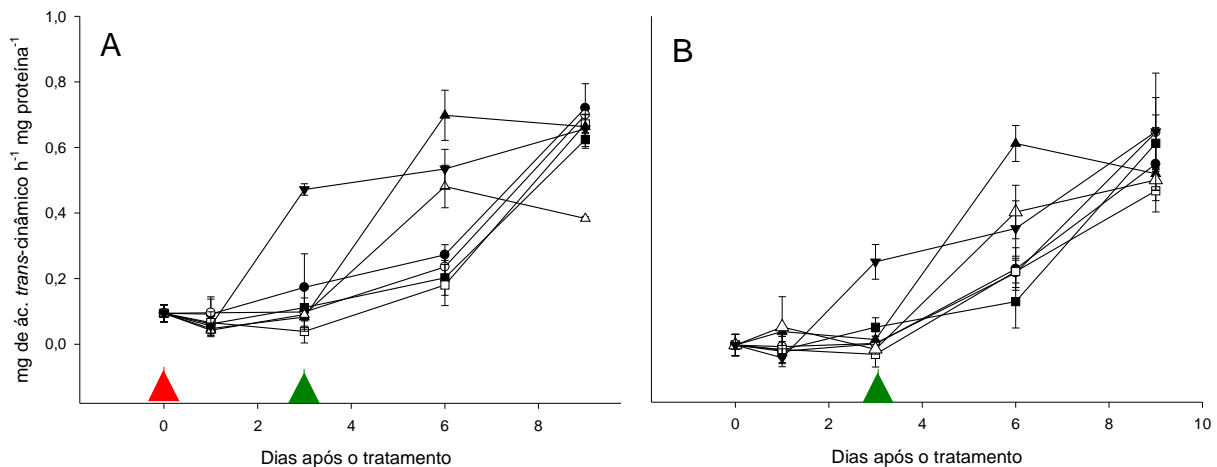 A
B
mg de ác. trans-cinâmico h⁻¹ mg proteína⁻¹
1,0
0,8
0,6
0,4
0,2
0,0
0 2 4 6 8
0 2 4 6 8 10
Dias após o tratamento
Dias após o tratamento